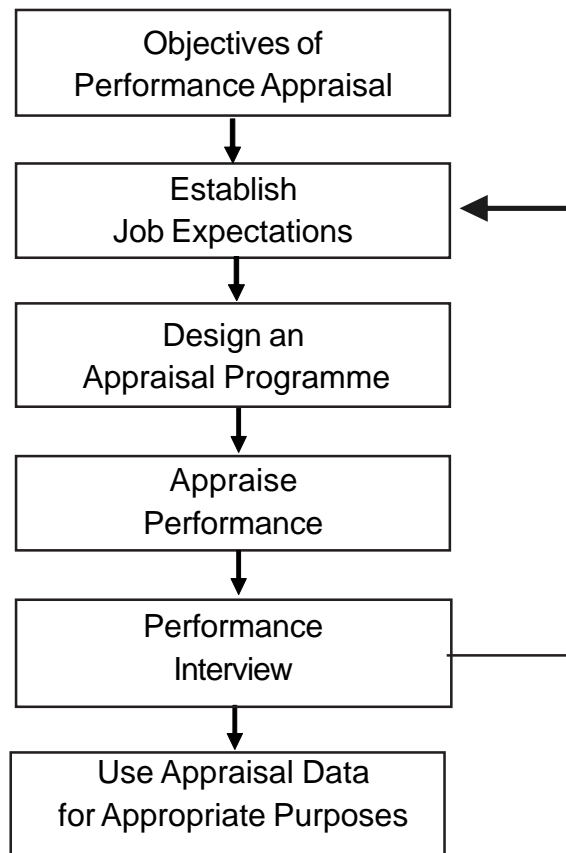 Objectives of
Performance Appraisal
Establish
Job Expectations
Design an
Appraisal Programme
Appraise
Performance
Performance
Interview
Use Appraisal Data
for Appropriate Purposes